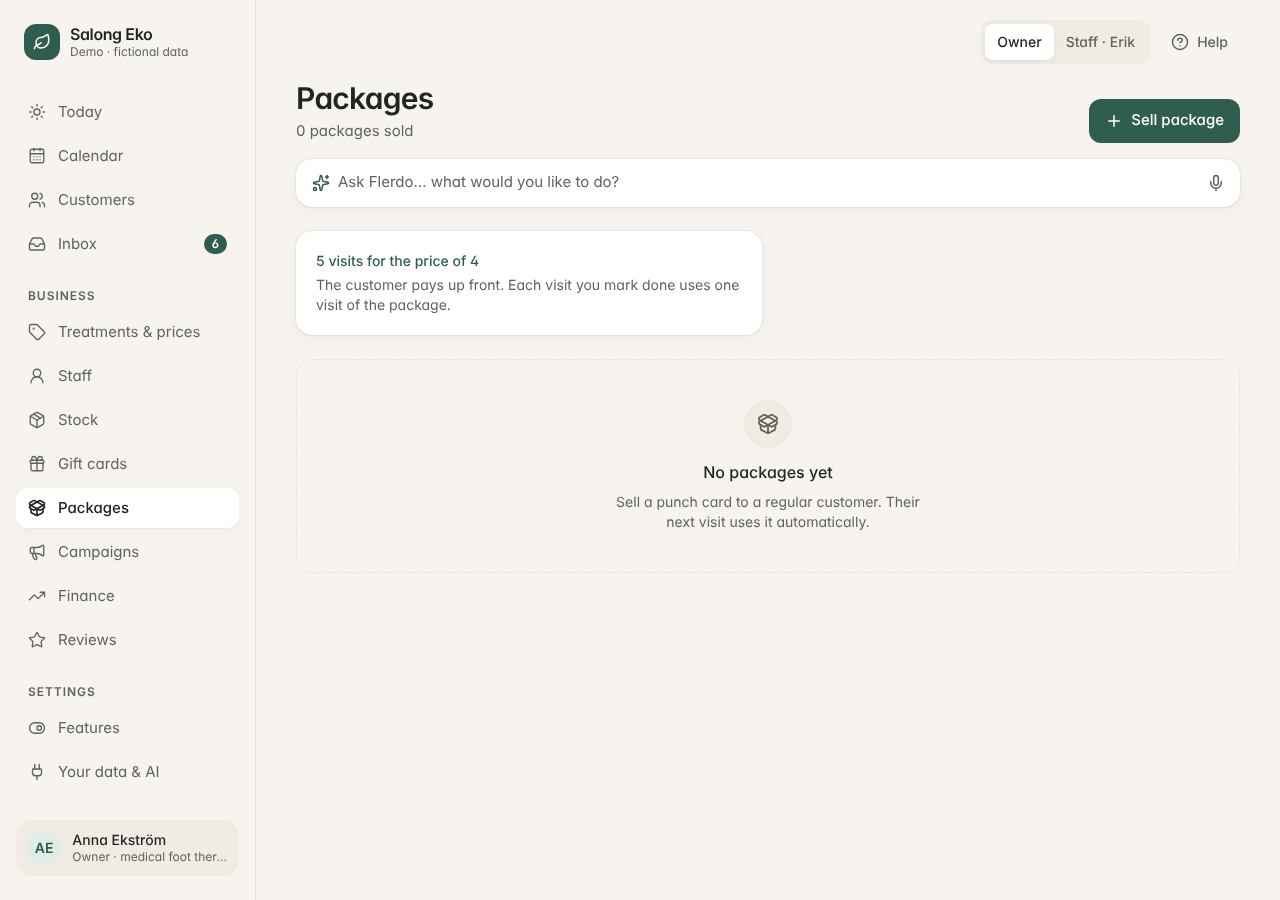 Salong Eko
Demo · fictional data
Today
Calendar
Customers
Inbox
6
BUSINESS
Treatments & prices
Staff
Stock
Gift cards
Packages
Campaigns
Finance
Reviews
SETTINGS
Features
Your data & AI
AE
Anna Ekström
Owner · medical foot ther...
Owner
Staff · Erik
Help
Packages
0 packages sold
Sell package
Ask Flerdo... what would you like to do?
5 visits for the price of 4
The customer pays up front. Each visit you mark done uses one
visit of the package.
No packages yet
Sell a punch card to a regular customer. Their
next visit uses it automatically.